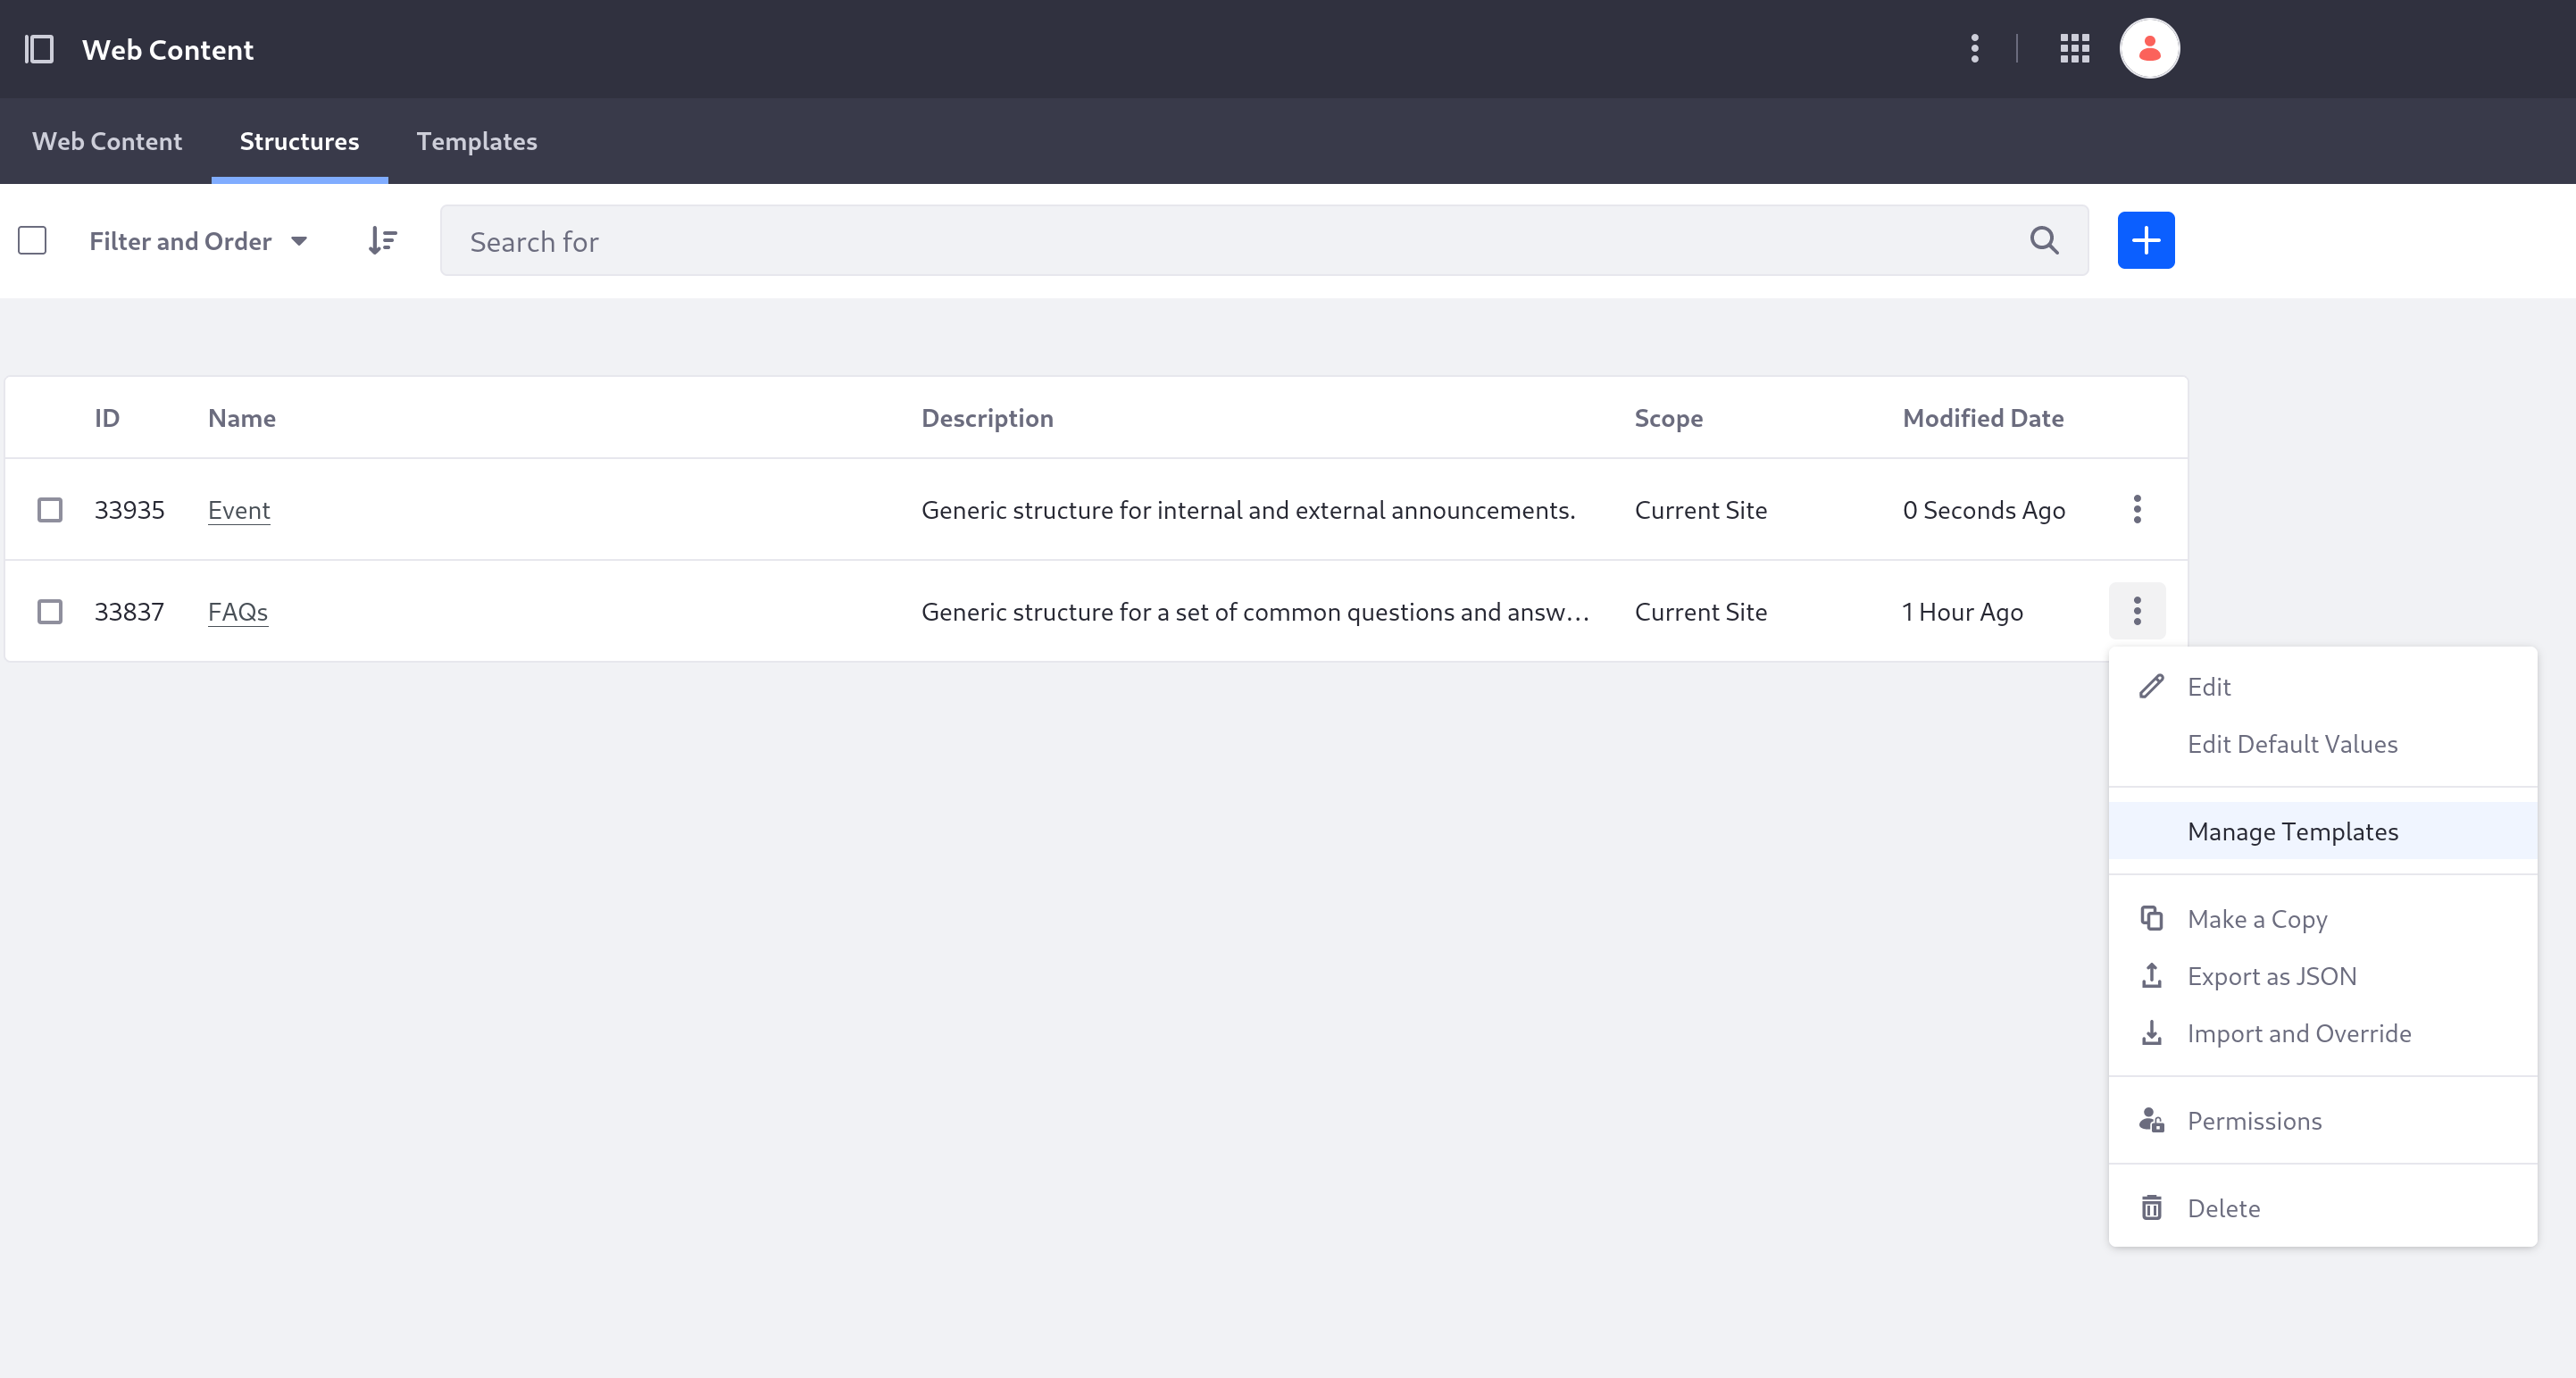 Web Content
Web Content Structures Templates
Filter and Order Search for
ID Name Description Scope Modified Date
33935 Event Generic structure for internal and external announcements. Current Site 0 Seconds Ago
33837 FAQs Generic structure for a set of common questions and answ... Current Site 1 Hour Ago
Edit
Edit Default Values
Manage Templates
Make a Copy
Export as JSON
Import and Override
Permissions
Delete